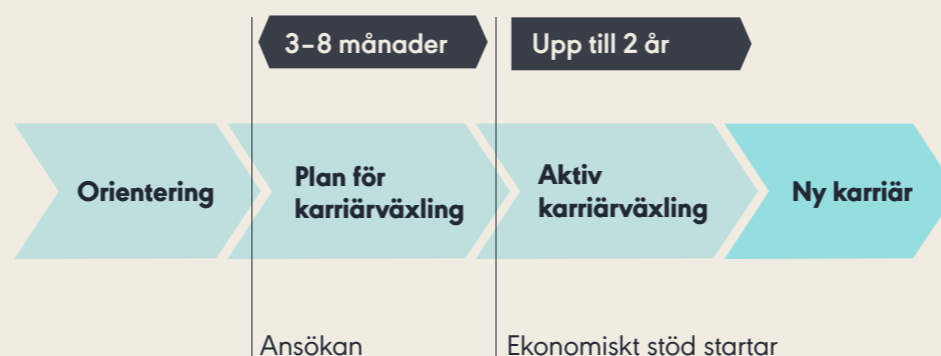 3–8 månader
Upp till 2 år
Orientering
Plan för
karriärväxling
Aktiv
karriärväxling
Ny karriär
Ansökan
Ekonomiskt stöd startar